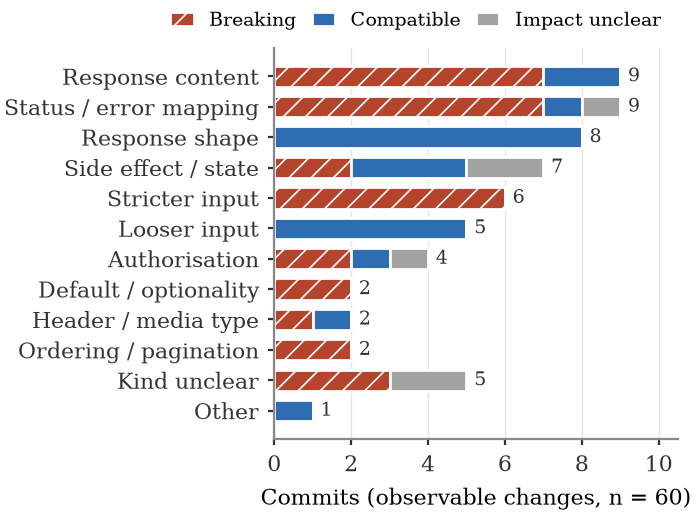 Breaking Compatible Impact unclear
Response content 9
Status / error mapping 9
Response shape 8
Side effect / state 7
Stricter input 6
Looser input 5
Authorisation 4
Default / optionality 2
Header / media type 2
Ordering / pagination 2
Kind unclear 5
Other 1
0 2 4 6 8 10
Commits (observable changes, n = 60)